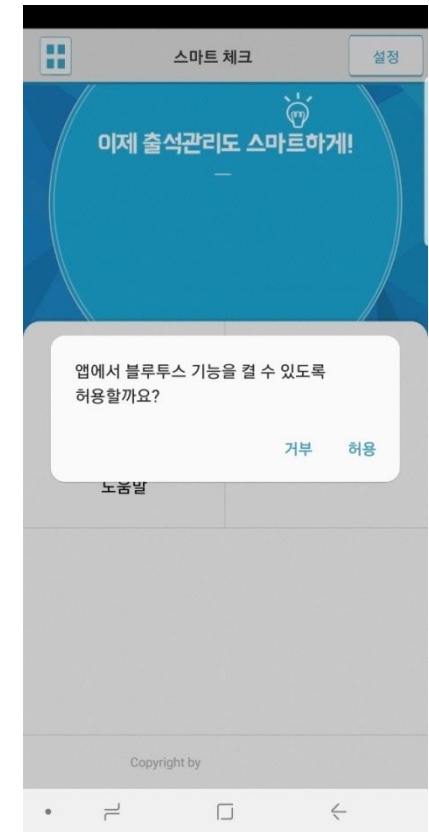 스마트 체크
설정
이제 출석관리도 스마트하게!
앱에서 블루투스 기능을 켤 수 있도록
허용할까요?
거부 허용
도움말
Copyright by